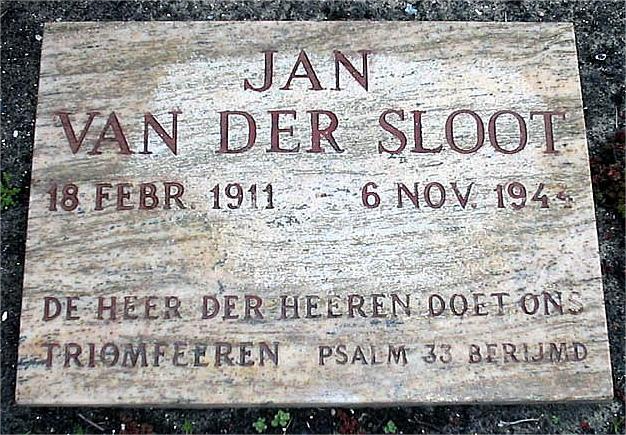 JAN
VAN DER SLOOT
18 FEBR. 1911 - 6 NOV. 1944
DE HEER DER HEEREN DOET ONS
TRIOMFEEREN PSALM 33 BERIJMD